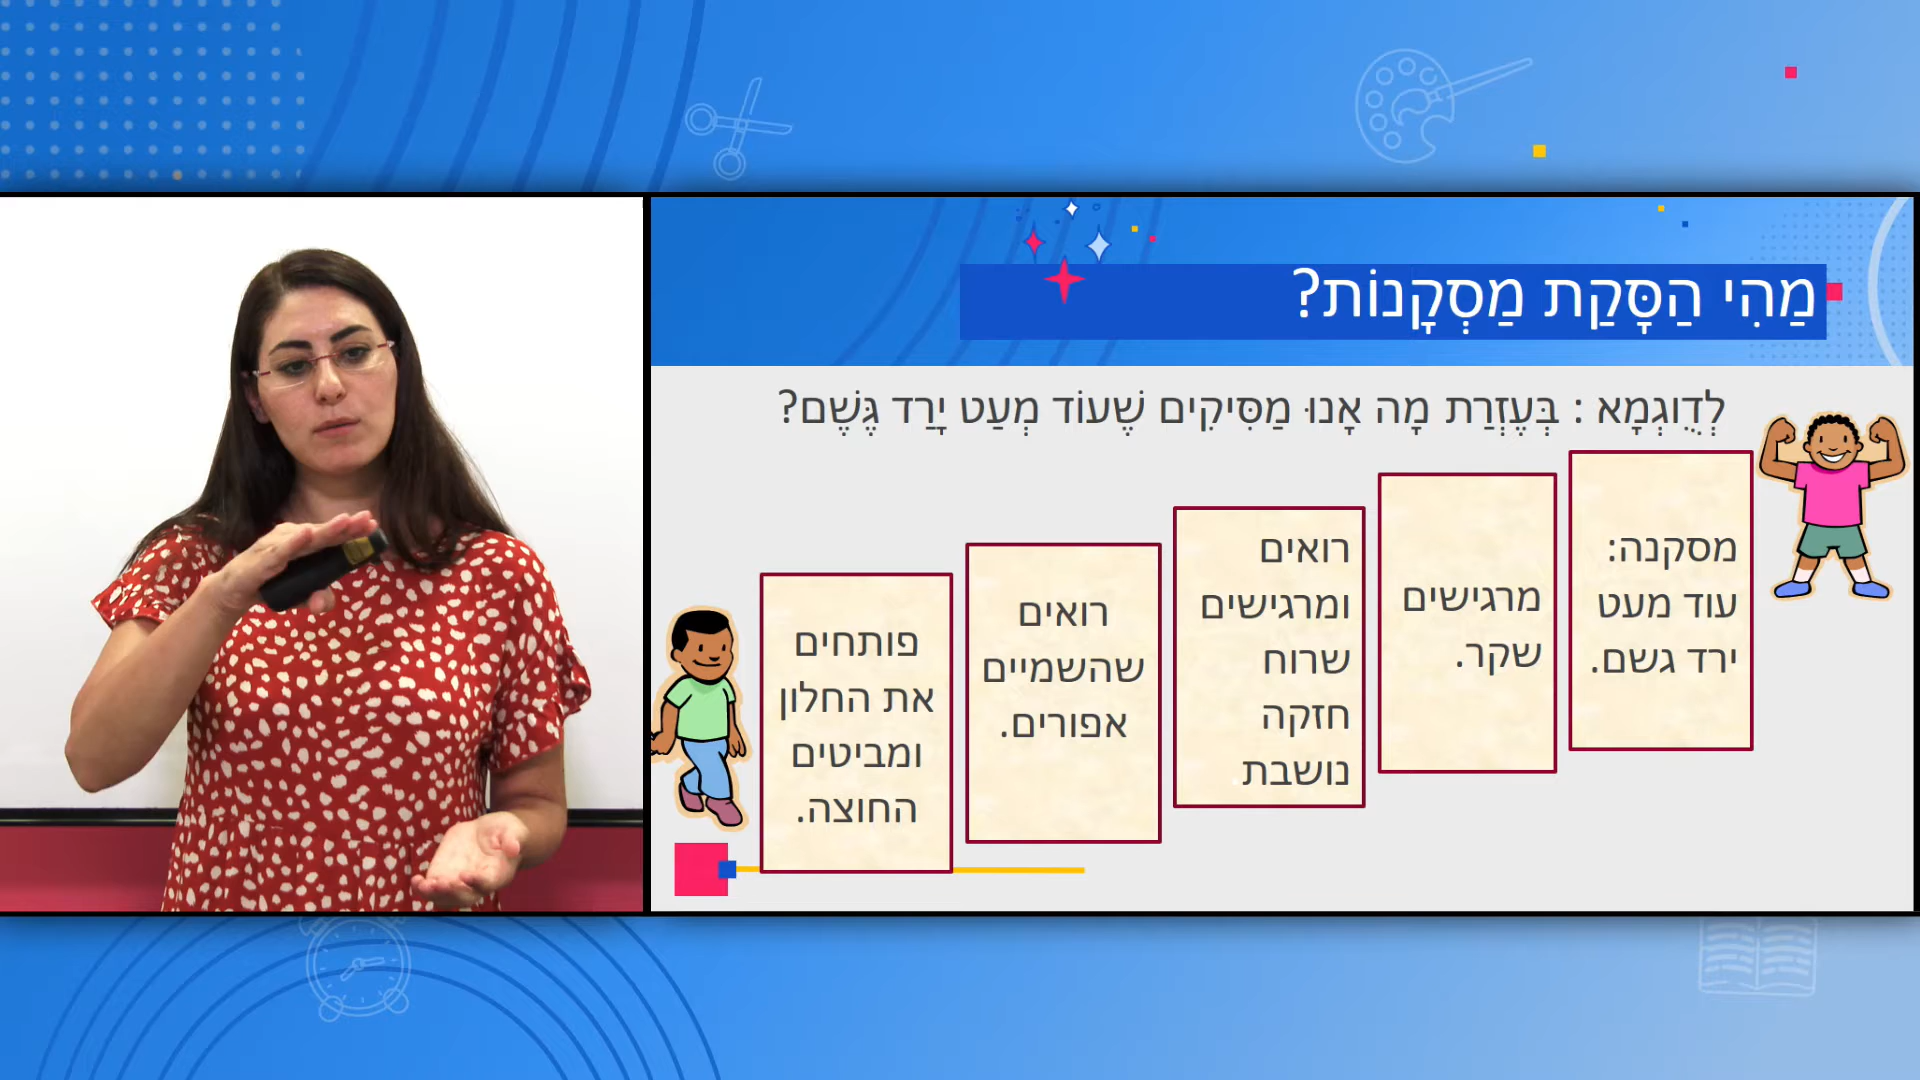 מַהִי הַסָּקַת מַסְקָנוֹת?
לְדֻוגְמָא : בְּעֶזְרַת מָה אָנוּ מַסִּיקִים שֶׁעוֹד מְעַט יָרַד גֶּשֶׁם?
פותחים
את החלון
ומביטים
החוצה.
רואים
שהשמיים
אפורים.
רואים
ומרגישים
שרוח
חזקה
נושבת
מרגישים
שקר.
מסקנה:
עוד מעט
ירד גשם.